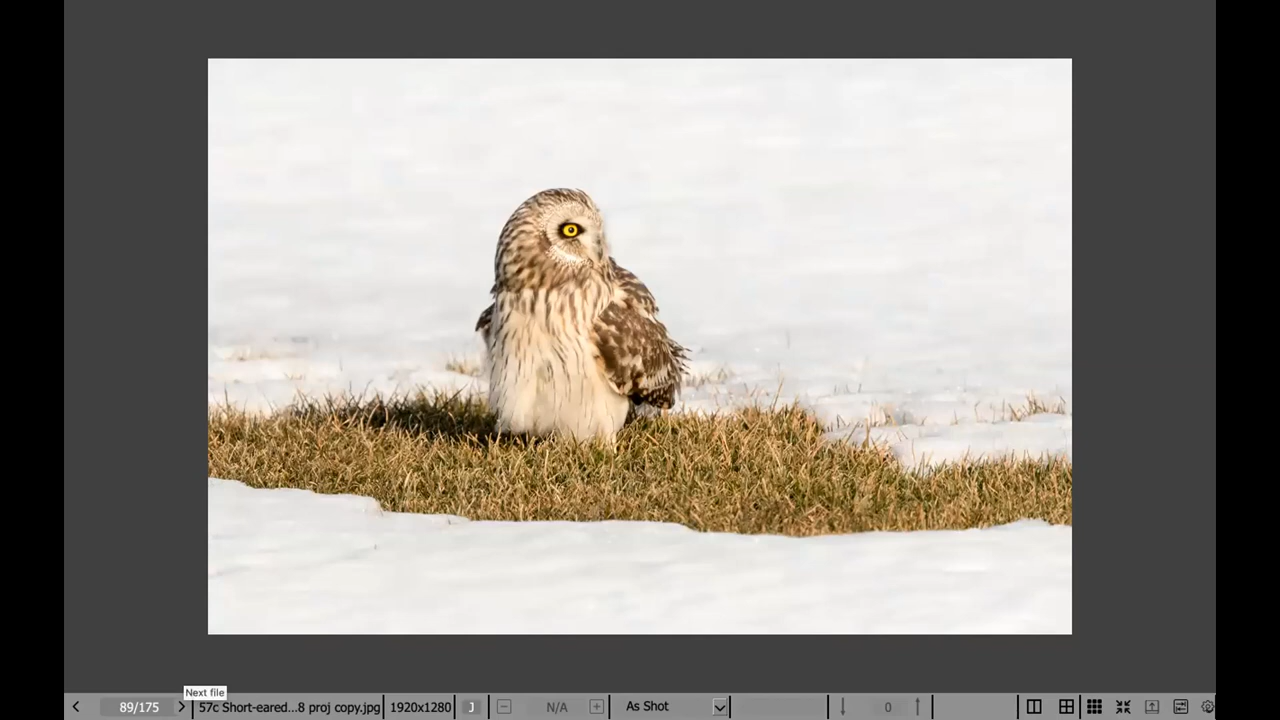 Next file
89/175
57c Short-eared...8 proj copy.jpg
1920x1280
J
N/A
As Shot
0